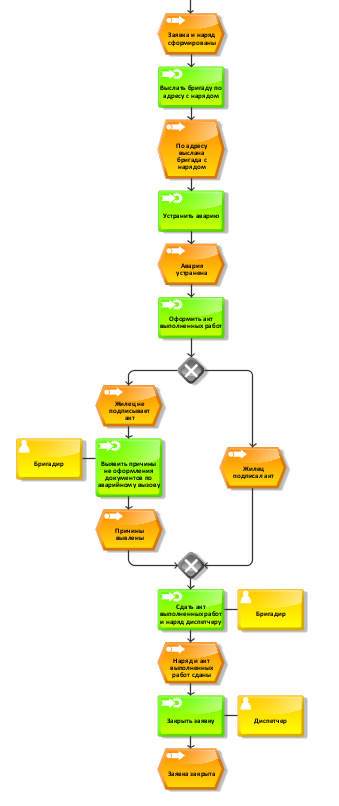 Заявка и наряд
сформированы
Выслать бригаду по
адресу с нарядом
По адресу
выслана
бригада с
нарядом
Устранить аварию
Авария
устранена
Оформить акт
выполненных работ
Жилец не
подписывает
акт
Бригадир
Выявить причины
не оформления
документов по
аварийному вызову
Жилец
подписал акт
Причины
вывлены
Сдать акт
выполненных работ
и наряд диспетчеру
Бригадир
Наряд и акт
выполненных
работ сданы
Закрыть заявку
Диспетчер
Заявка закрыта